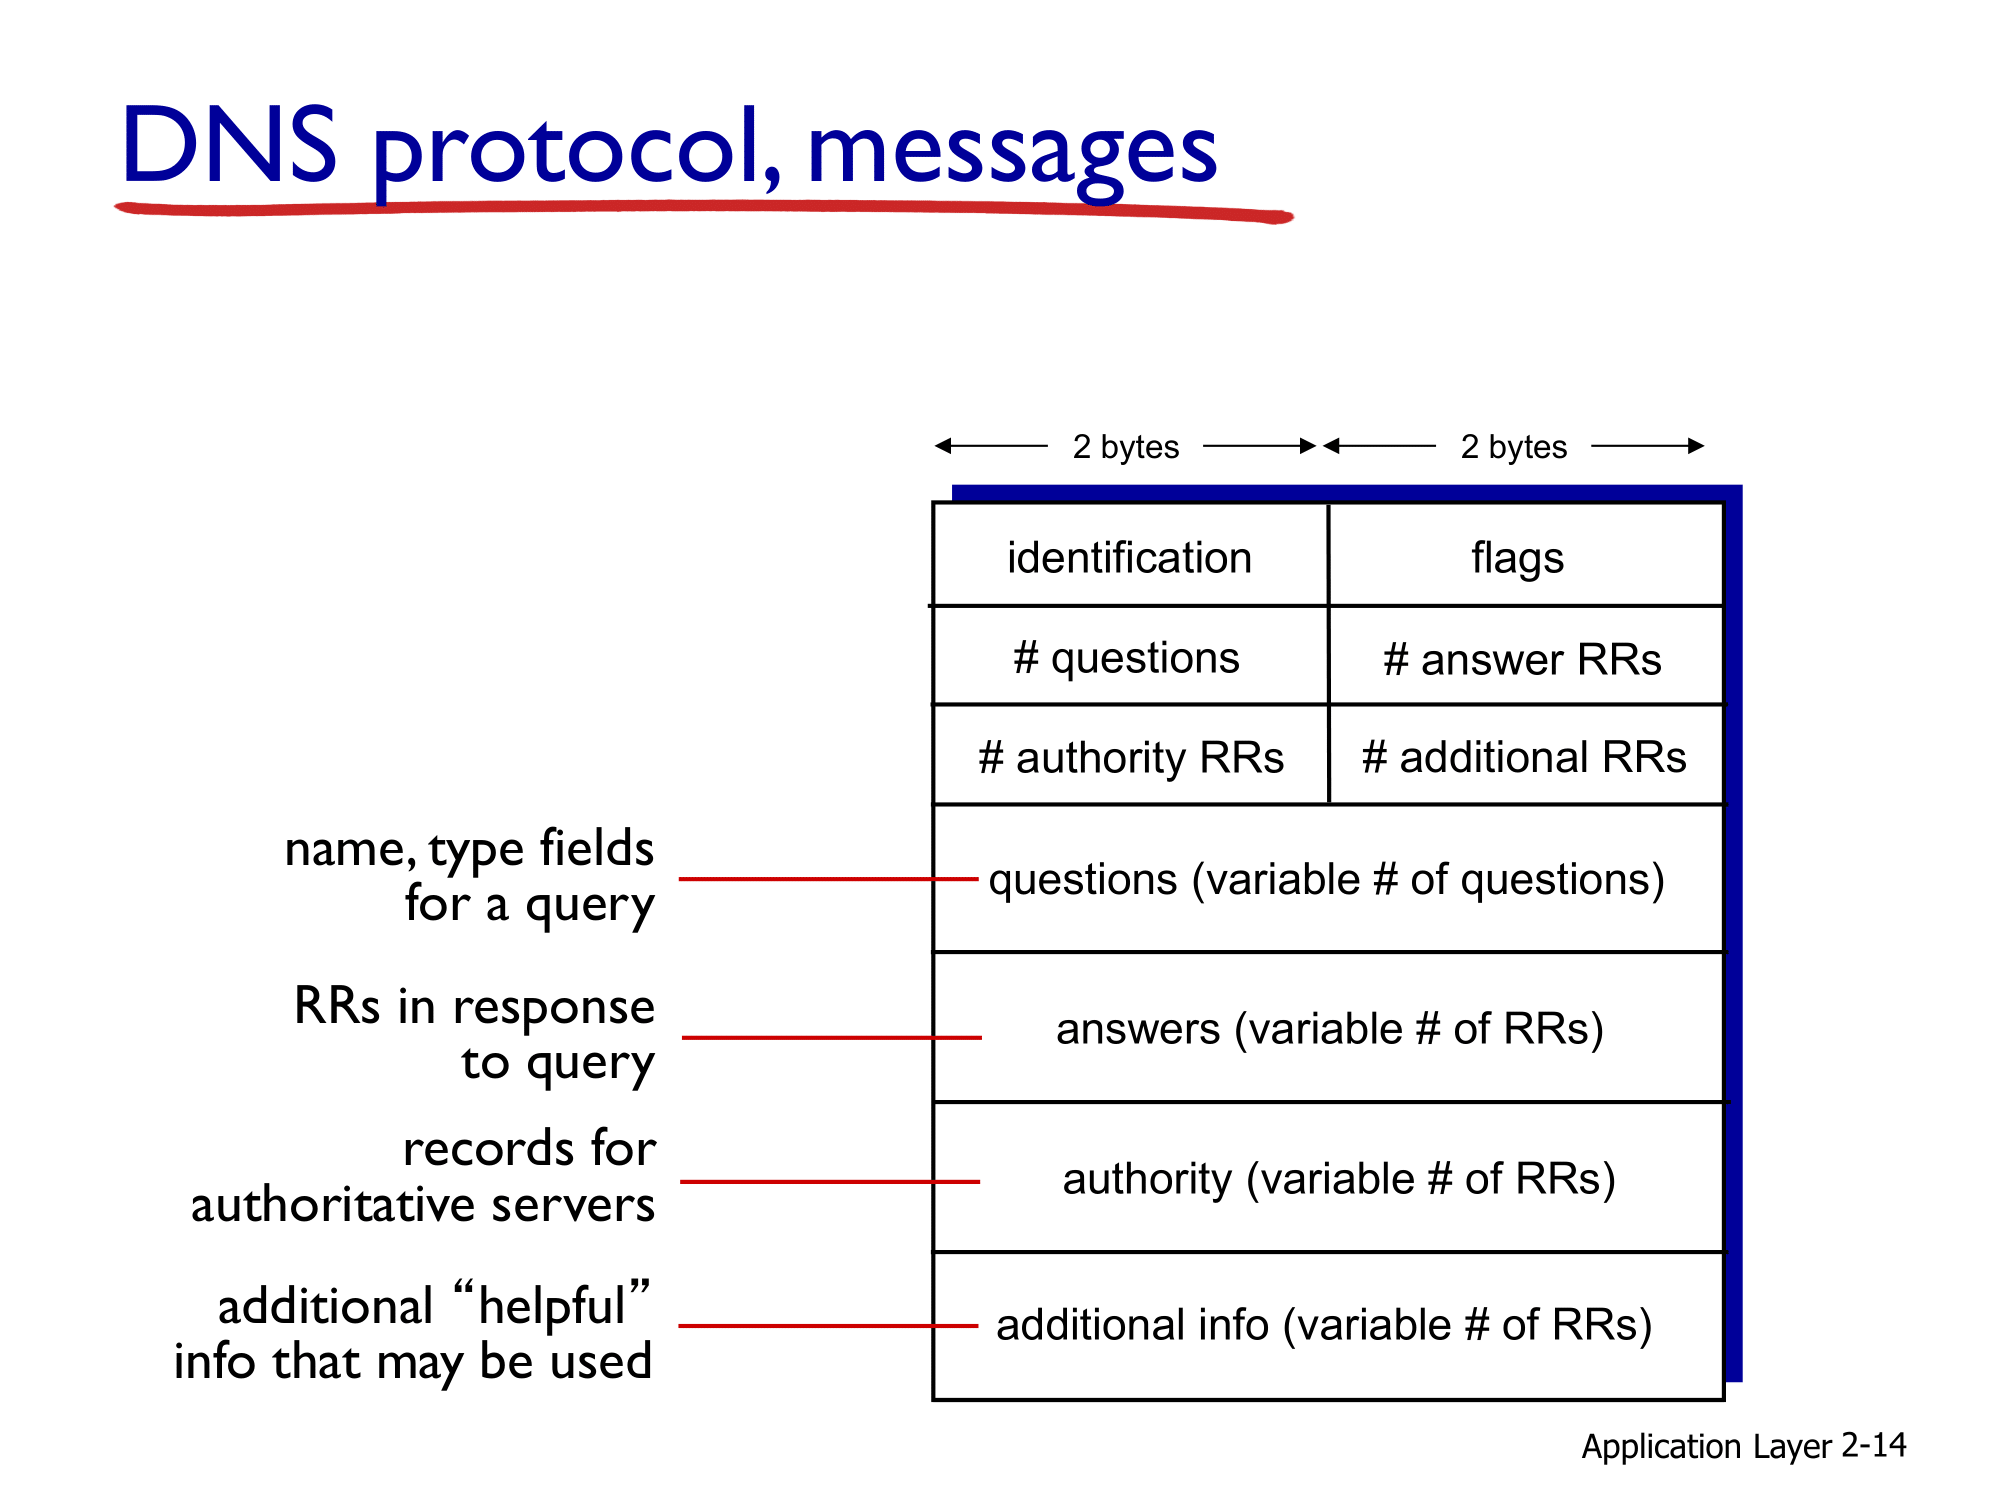 DNS protocol, messages
2 bytes
2 bytes
identification
flags
# questions
# answer RRs
# authority RRs
# additional RRs
name, type fields
for a query
questions (variable # of questions)
RRs in response
to query
answers (variable # of RRs)
records for
authoritative servers
authority (variable # of RRs)
additional “helpful”
info that may be used
additional info (variable # of RRs)
Application Layer 2-14